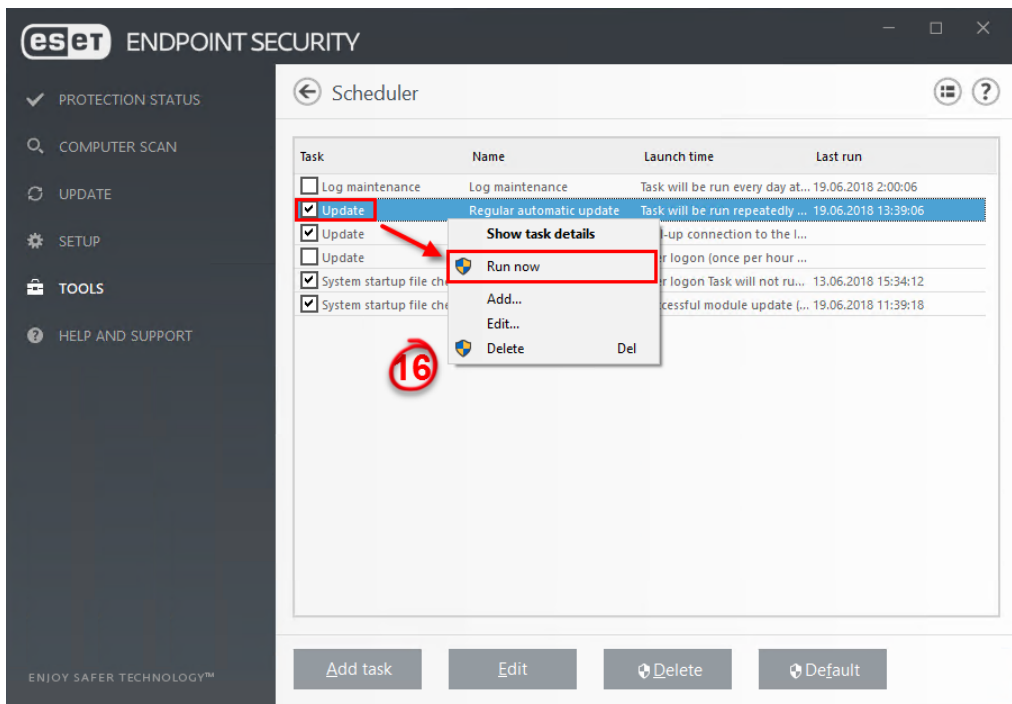 eset ENDPOINT SECURITY
PROTECTION STATUS
COMPUTER SCAN
UPDATE
SETUP
TOOLS
HELP AND SUPPORT
ENJOY SAFER TECHNOLOGY™
Scheduler
?
Task Name Launch time Last run
Log maintenance Log maintenance Task will be run every day at... 19.06.2018 2:00:06
Update Regular automatic update Task will be run repeatedly ... 19.06.2018 13:39:06
Update -up connection to the l...
Update logon (once per hour ...
System startup file che logon Task will not ru... 13.06.2018 15:34:12
System startup file che module update (... 19.06.2018 11:39:18
Show task details
Run now
Add...
Edit...
Delete Del
16
Add task Edit Delete Default